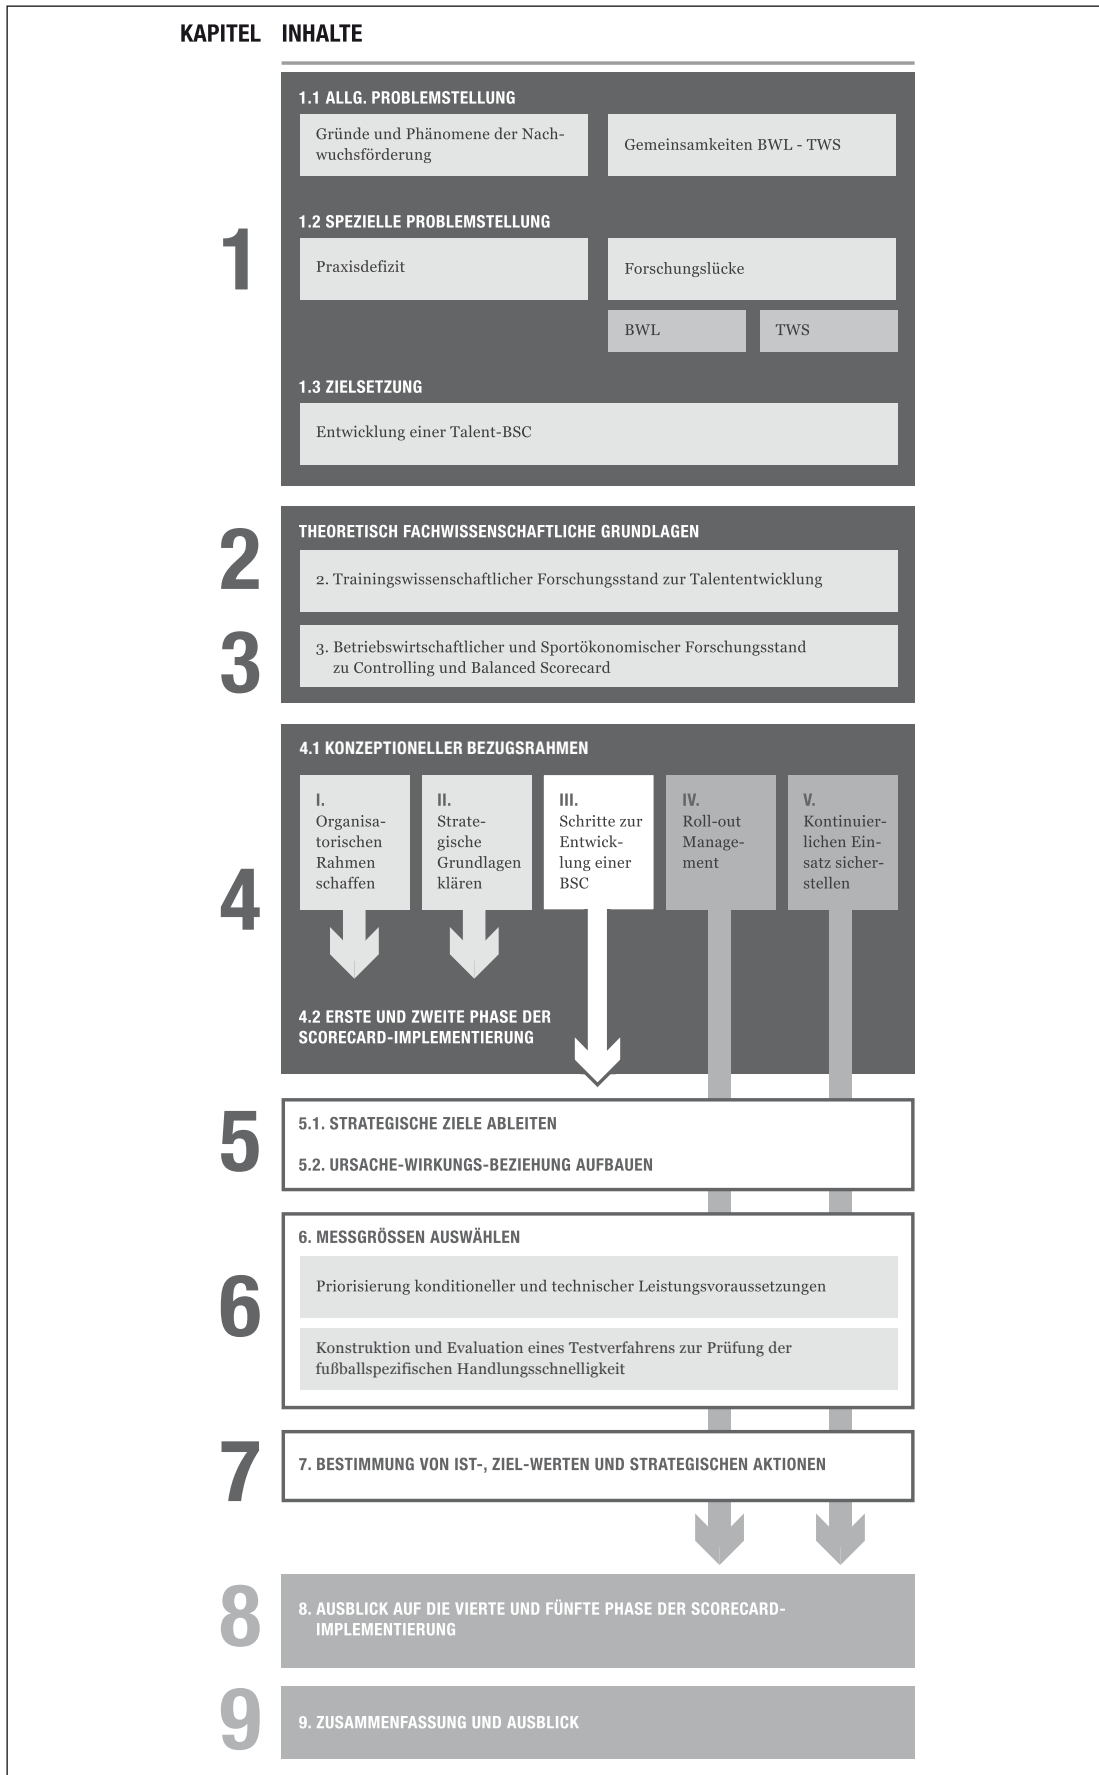 KAPITEL INHALTE
1
1.1 ALLG. PROBLEMSTELLUNG
Gründe und Phänomene der Nach-
wuchsförderung
Gemeinsamkeiten BWL - TWS
1.2 SPEZIELLE PROBLEMSTELLUNG
Praxisdefizit
Forschungslücke
BWL
TWS
1.3 ZIELSETZUNG
Entwicklung einer Talent-BSC
2
THEORETISCH FACHWISSENSCHAFTLICHE GRUNDLAGEN
2. Trainingswissenschaftlicher Forschungsstand zur Talententwicklung
3
3. Betriebswirtschaftlicher und Sportökonomischer Forschungsstand
zu Controlling und Balanced Scorecard
4
4.1 KONZEPTIONELLER BEZUGSRAHMEN
I.
Organisa-
torischen
Rahmen
schaffen
II.
Strate-
gische
Grundlagen
klären
III.
Schritte zur
Entwick-
lung einer
BSC
IV.
Roll-out
Manage-
ment
V.
Kontinuier-
lichen Ein-
satz sicher-
stellen
4.2 ERSTE UND ZWEITE PHASE DER
SCORECARD-IMPLEMENTIERUNG
5
5.1. STRATEGISCHE ZIELE ABLEITEN
5.2. URSACHE-WIRKUNGS-BEZIEHUNG AUFBAUEN
6
6. MESSGRÖSSEN AUSWÄHLEN
Priorisierung konditioneller und technischer Leistungsvoraussetzungen
Konstruktion und Evaluation eines Testverfahrens zur Prüfung der
fußballspezifischen Handlungsschnelligkeit
7
7. BESTIMMUNG VON IST-, ZIEL-WERTEN UND STRATEGISCHEN AKTIONEN
8
8. AUSBLICK AUF DIE VIERTE UND FÜNFTE PHASE DER SCORECARD-
IMPLEMENTIERUNG
9
9. ZUSAMMENFASSUNG UND AUSBLICK